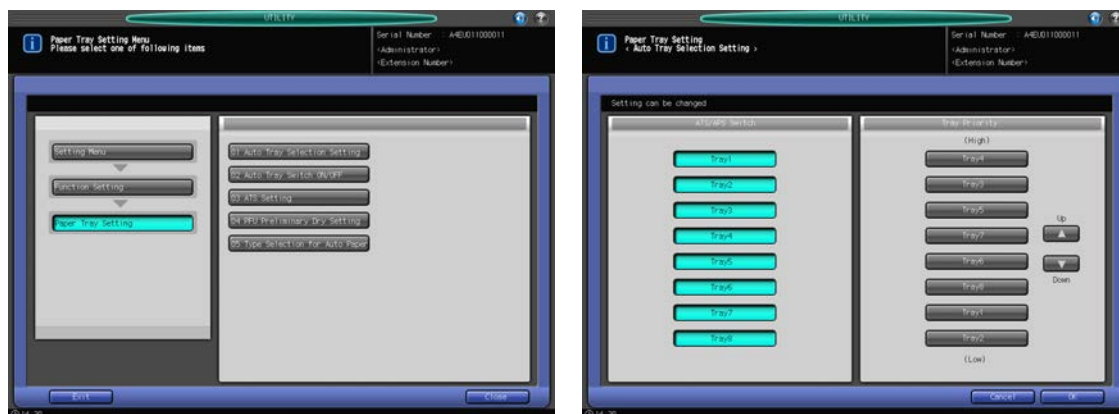 UTILITY
Paper Tray Setting Menu
Please select one of following items
Serial Number : A4EU011000011
<Administrator>
<Extension Number>
Setting Menu
Function Setting
Paper Tray Setting
01 Auto Tray Selection Setting
02 Auto Tray Switch ON/OFF
03 ATS Setting
04 PFU Preliminary Dry Setting
05 Type Selection for Auto Paper
Exit
Close
UTILITY
Paper Tray Setting
< Auto Tray Selection Setting >
Serial Number : A4EU011000011
<Administrator>
<Extension Number>
Setting can be changed
ATS/APS Switch
Tray1
Tray2
Tray3
Tray4
Tray5
Tray6
Tray7
Tray8
Tray Priority
(High)
Tray4
Tray3
Tray5
Tray7
Tray6
Tray8
Tray1
Tray2
(Low)
Up
Down
Cancel
OK